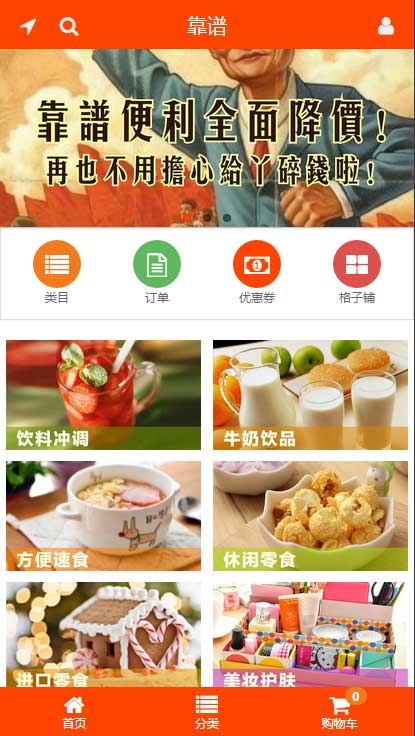 靠谱
靠譜便利全面降價！
再也不用擔心給丫碎錢啦！
类目
订单
优惠券
格子铺
饮料冲调
牛奶饮品
方便速食
休闲零食
进口零食
美妆护肤
0
首页
分类
购物车